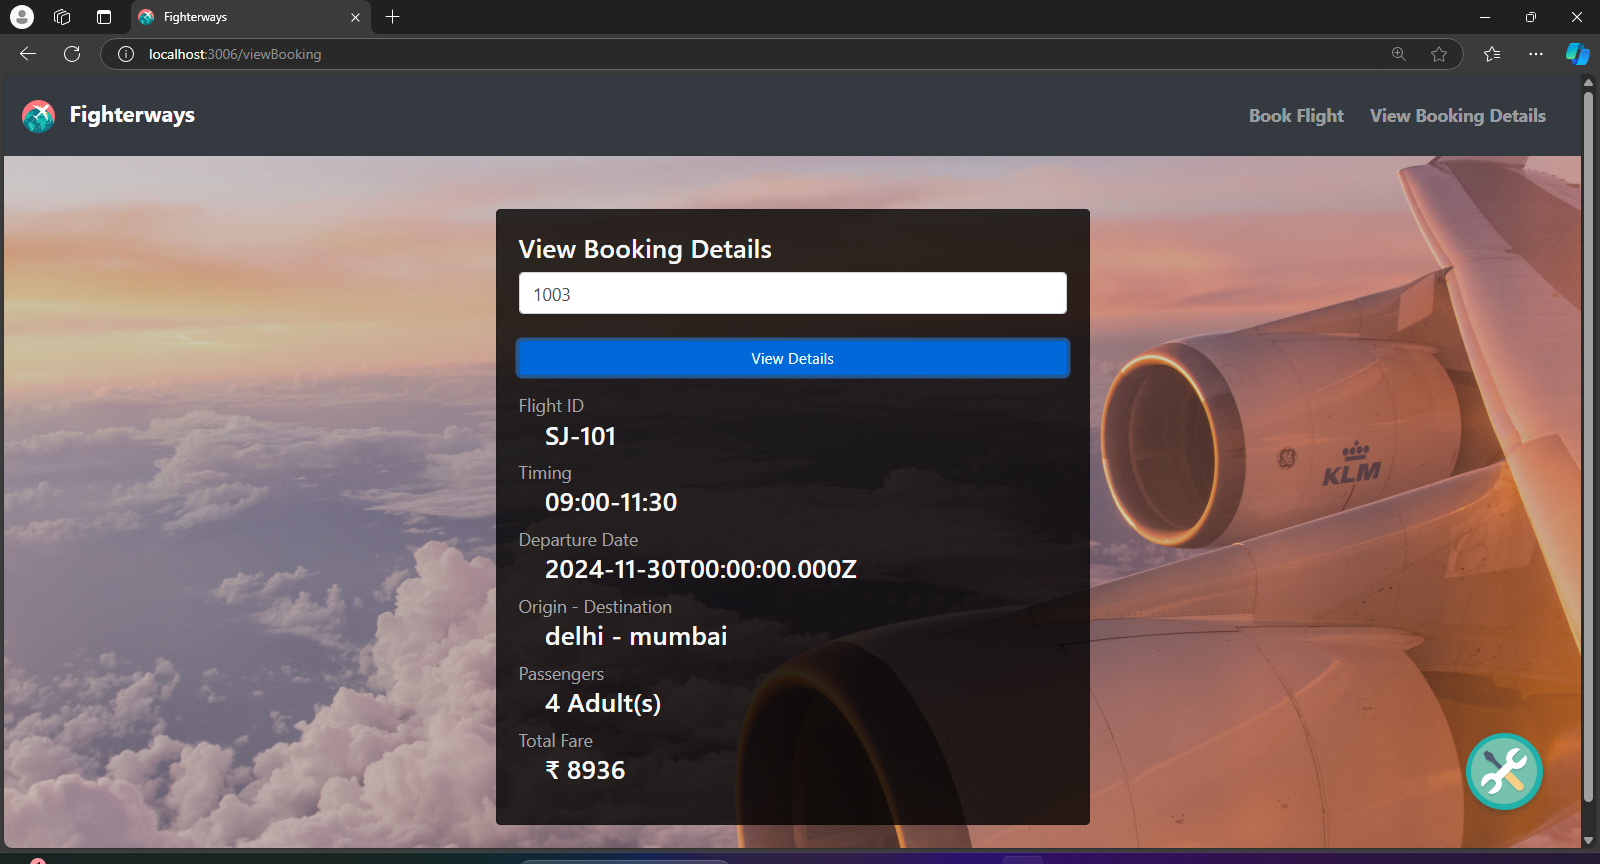 Fighterways
localhost:3006/viewBooking
Fighterways
Book Flight
View Booking Details
View Booking Details
1003
View Details
Flight ID
SJ-101
Timing
09:00-11:30
Departure Date
2024-11-30T00:00:00.000Z
Origin - Destination
delhi - mumbai
Passengers
4 Adult(s)
Total Fare
₹ 8936
KLM